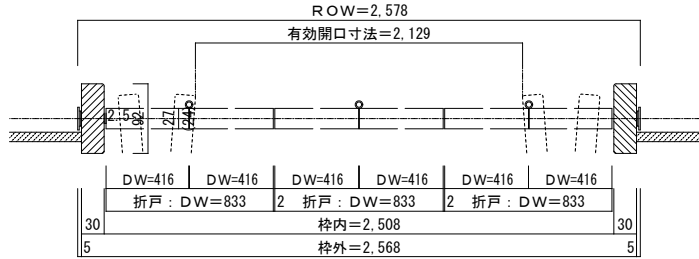 ROW=2,578
有効開口寸法=2,129
2.5
92
27
24
DW=416 DW=416 DW=416 DW=416 DW=416 DW=416
折戸：DW=833 2 折戸：DW=833 2 折戸：DW=833
30 枠内=2,508 30
5 枠外=2,568 5